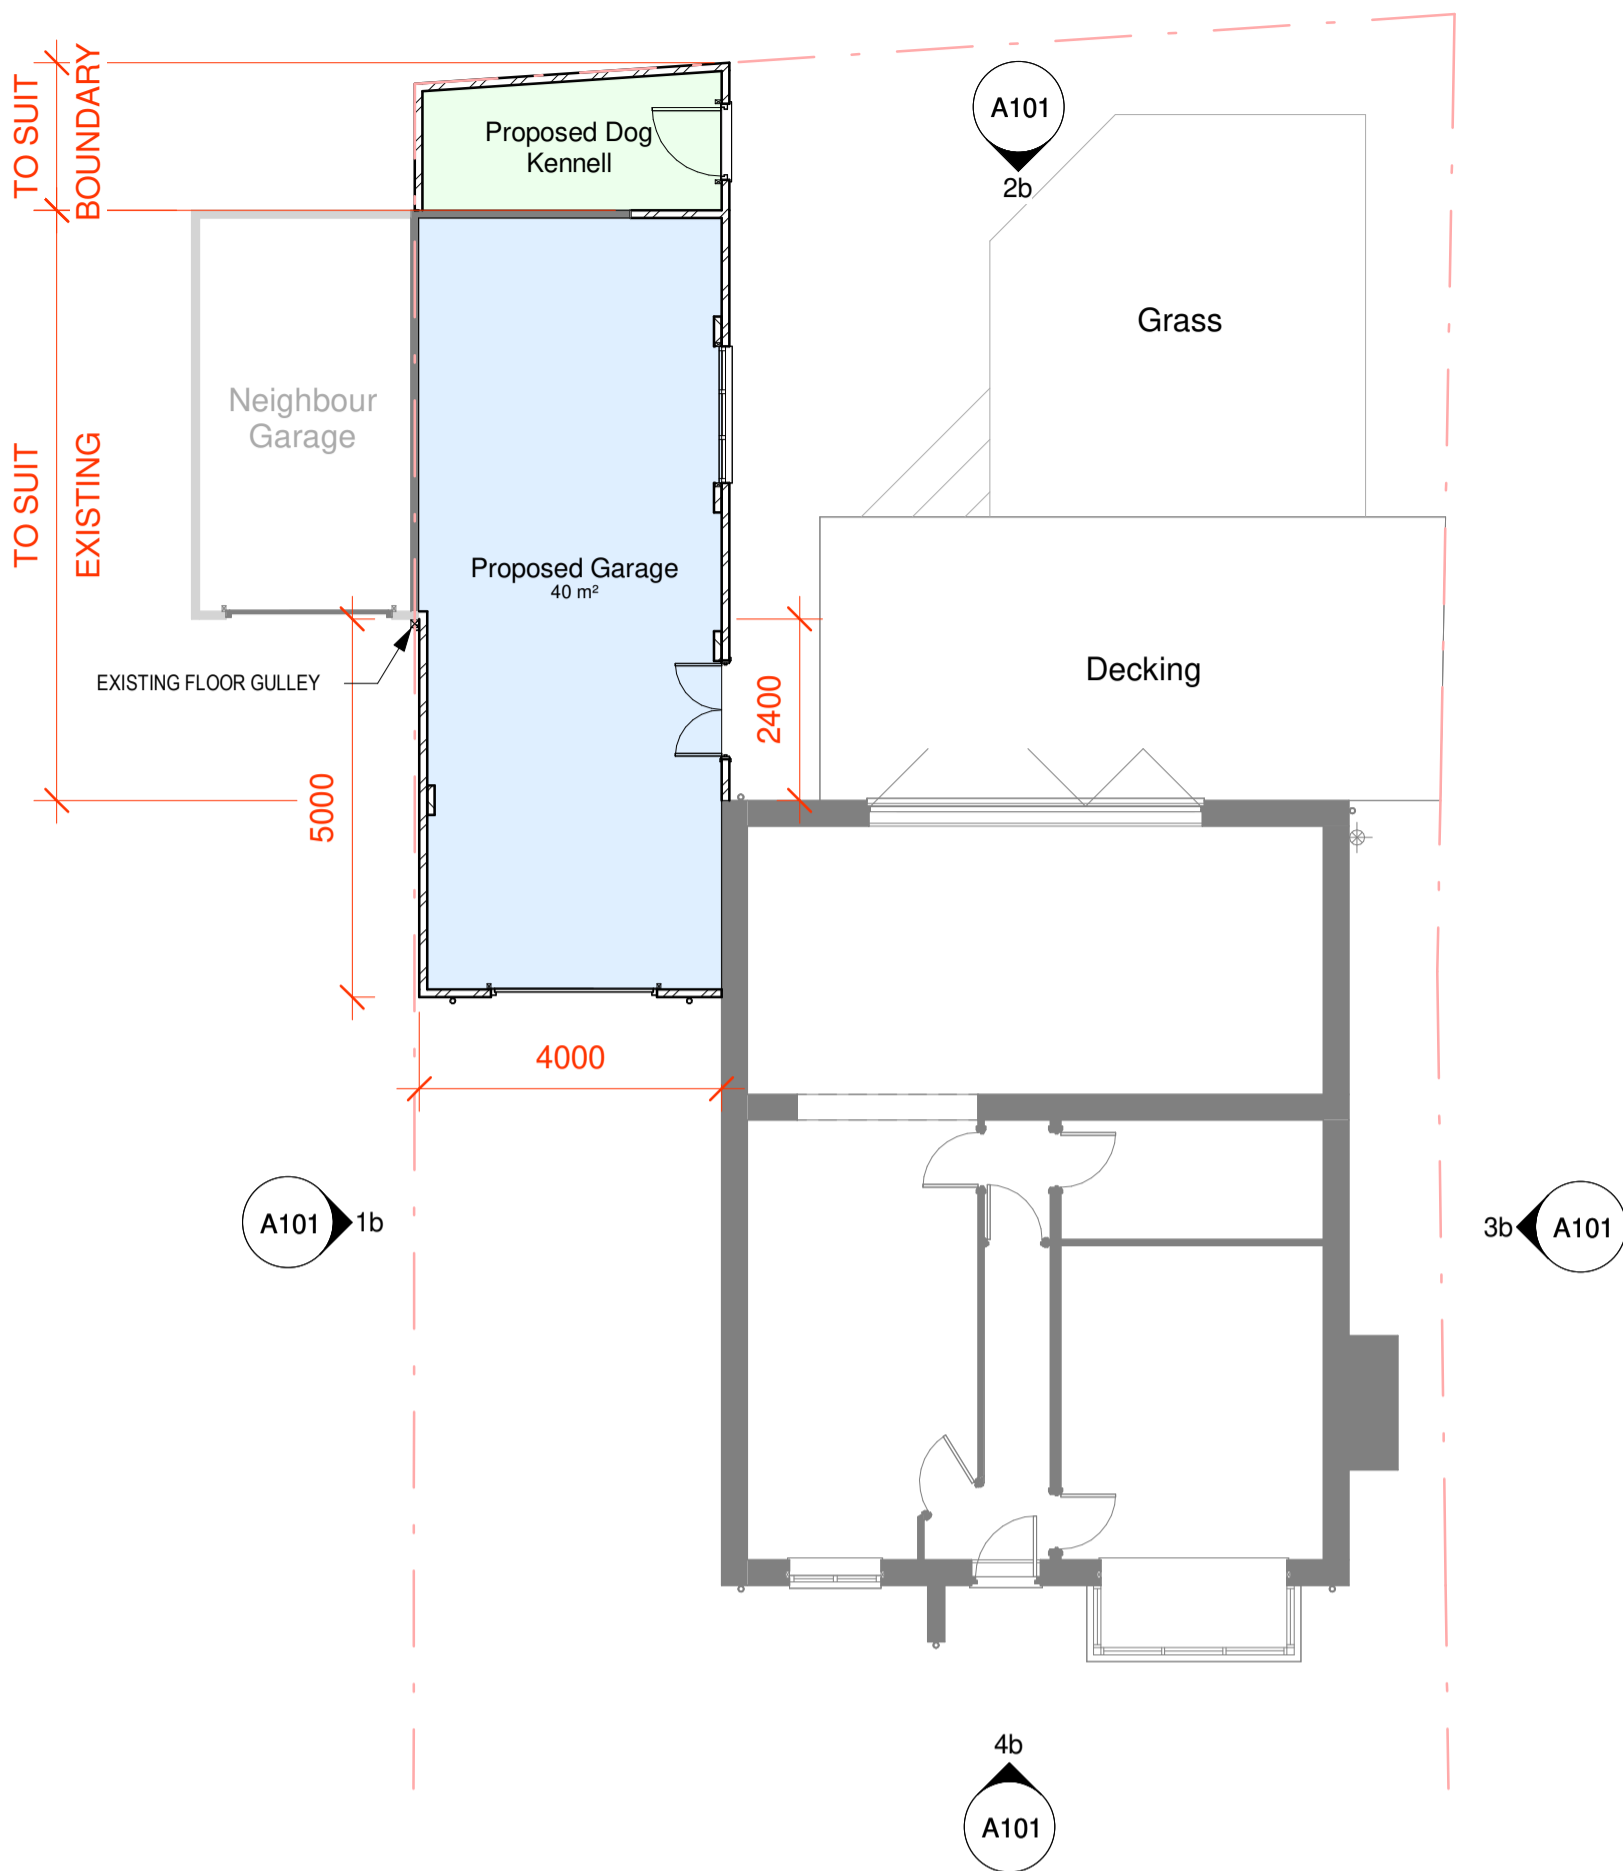 TO SUIT
BOUNDARY
A101
2b
Proposed Dog
Kennell
Grass
Neighbour
Garage
TO SUIT
EXISTING
Proposed Garage
40 m²
EXISTING FLOOR GULLEY
Decking
2400
5000
4000
A101
1b
3b
A101
4b
A101